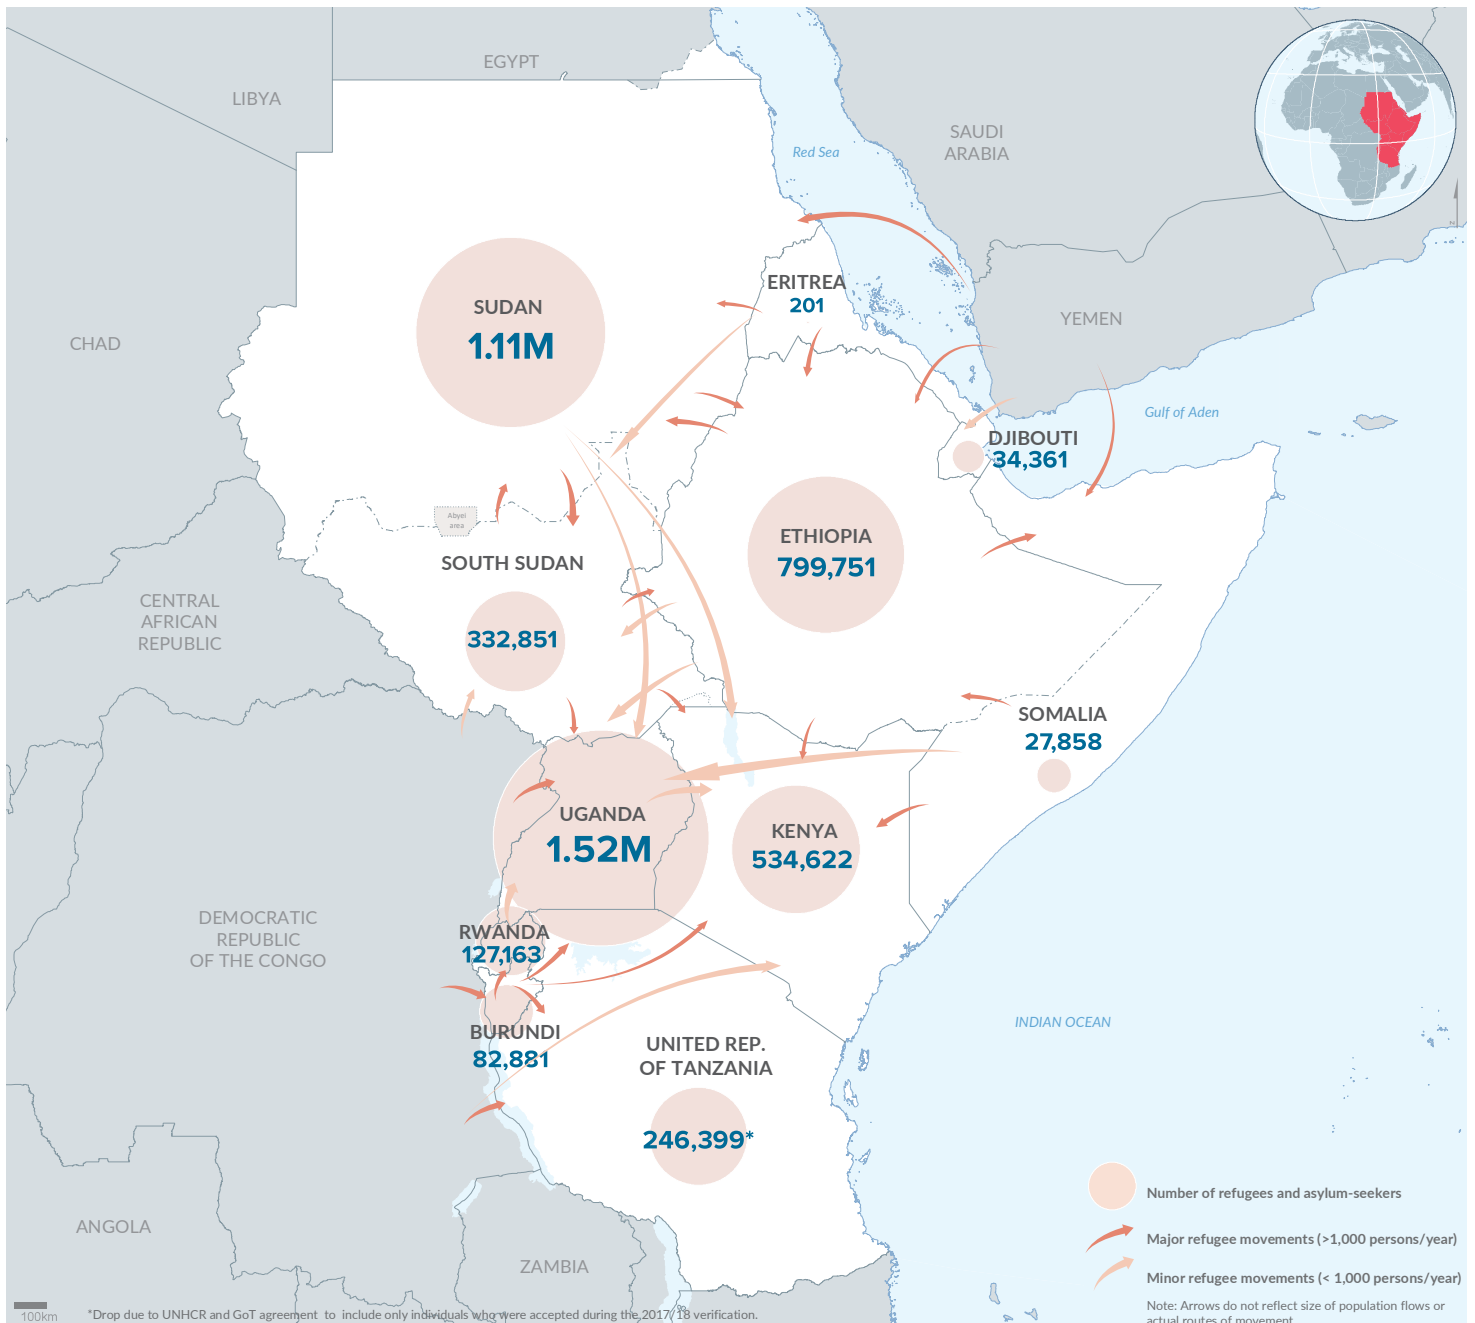 EGYPT
LIBYA
SAUDI
ARABIA
Red Sea
ERITREA
201
SUDAN
1.11M
YEMEN
CHAD
Gulf of Aden
DJIBOUTI
34,361
Abyei
area
ETHIOPIA
799,751
SOUTH SUDAN
332,851
CENTRAL
AFRICAN
REPUBLIC
SOMALIA
27,858
UGANDA
1.52M
KENYA
534,622
DEMOCRATIC
REPUBLIC
OF THE CONGO
RWANDA
127,163
BURUNDI
82,881
INDIAN OCEAN
UNITED REP.
OF TANZANIA
246,399*
ANGOLA
ZAMBIA
Number of refugees and asylum-seekers
Major refugee movements (>1,000 persons/year)
Minor refugee movements (< 1,000 persons/year)
Note: Arrows do not reflect size of population flows or
actual routes of movement
100km
*Drop due to UNHCR and GoT agreement to include only individuals who were accepted during the 2017/18 verification.